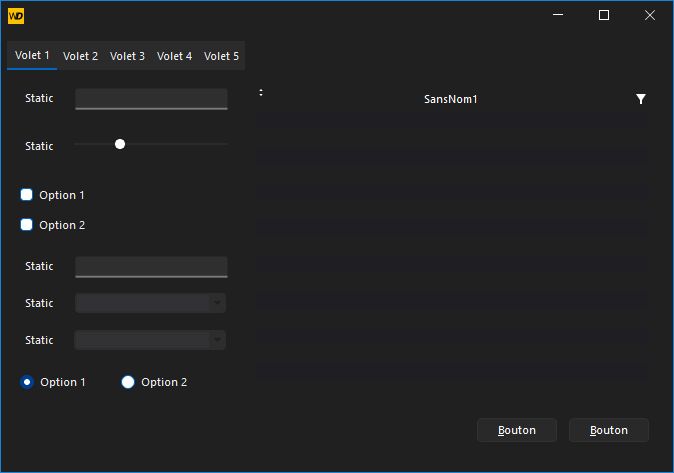 WD
Volet 1 Volet 2 Volet 3 Volet 4 Volet 5
Static
SansNom1
Static
Option 1
Option 2
Static
Static
Static
Option 1 Option 2
Bouton Bouton